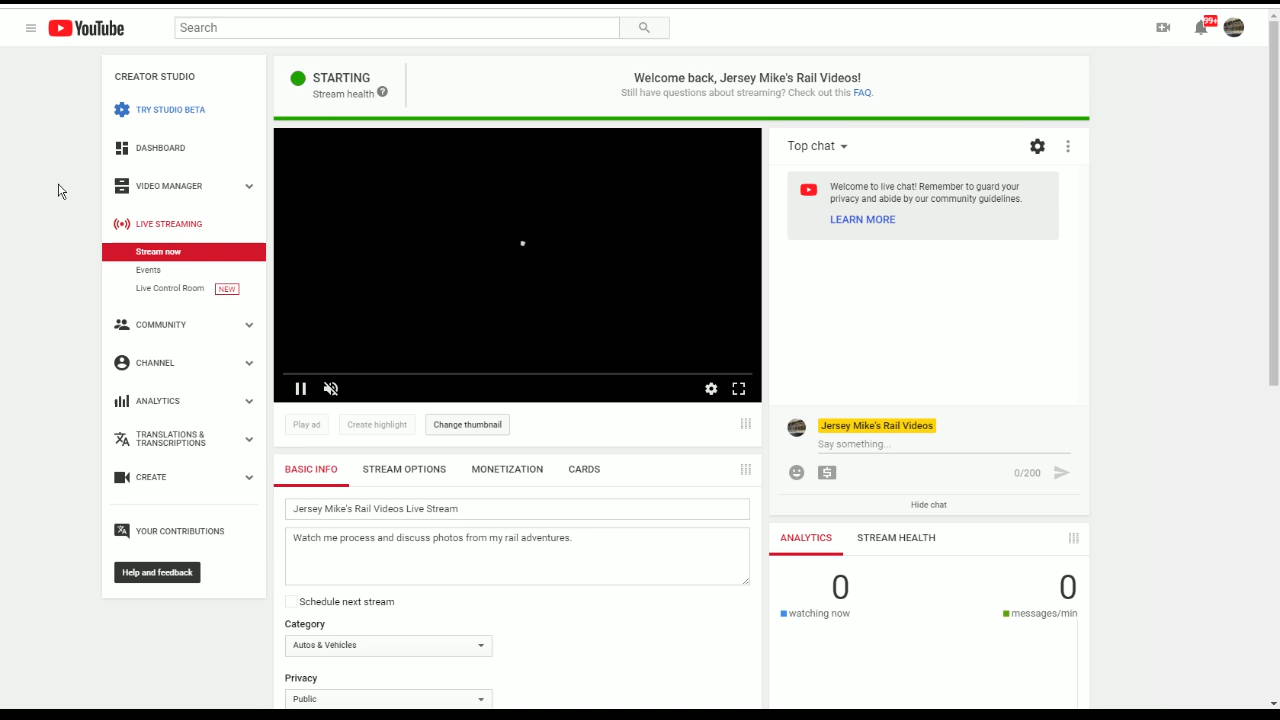 YouTube
Search
99+
CREATOR STUDIO
TRY STUDIO BETA
DASHBOARD
VIDEO MANAGER
LIVE STREAMING
Stream now
Events
Live Control Room NEW
COMMUNITY
CHANNEL
ANALYTICS
TRANSLATIONS &
TRANSCRIPTIONS
CREATE
YOUR CONTRIBUTIONS
Help and feedback
STARTING
Stream health ?
Welcome back, Jersey Mike's Rail Videos!
Still have questions about streaming? Check out this FAQ.
Play ad
Create highlight
Change thumbnail
BASIC INFO
STREAM OPTIONS
MONETIZATION
CARDS
Jersey Mike's Rail Videos Live Stream
Watch me process and discuss photos from my rail adventures.
Schedule next stream
Category
Autos & Vehicles
Privacy
Public
Top chat
Welcome to live chat! Remember to guard your
privacy and abide by our community guidelines.
LEARN MORE
Jersey Mike's Rail Videos
Say something...
0/200
Hide chat
ANALYTICS
STREAM HEALTH
0
watching now
0
messages/min